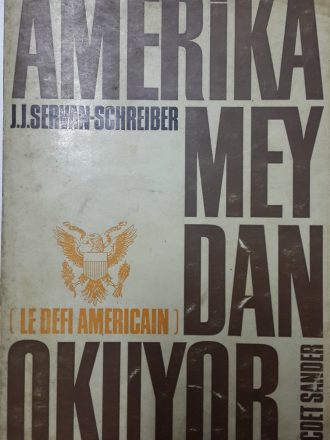 AMERİKA
J.J.SERVAN-SCHREIBER
MEY
DAN
( LE DEFI AMERICAIN )
OKUYOR
SANDER